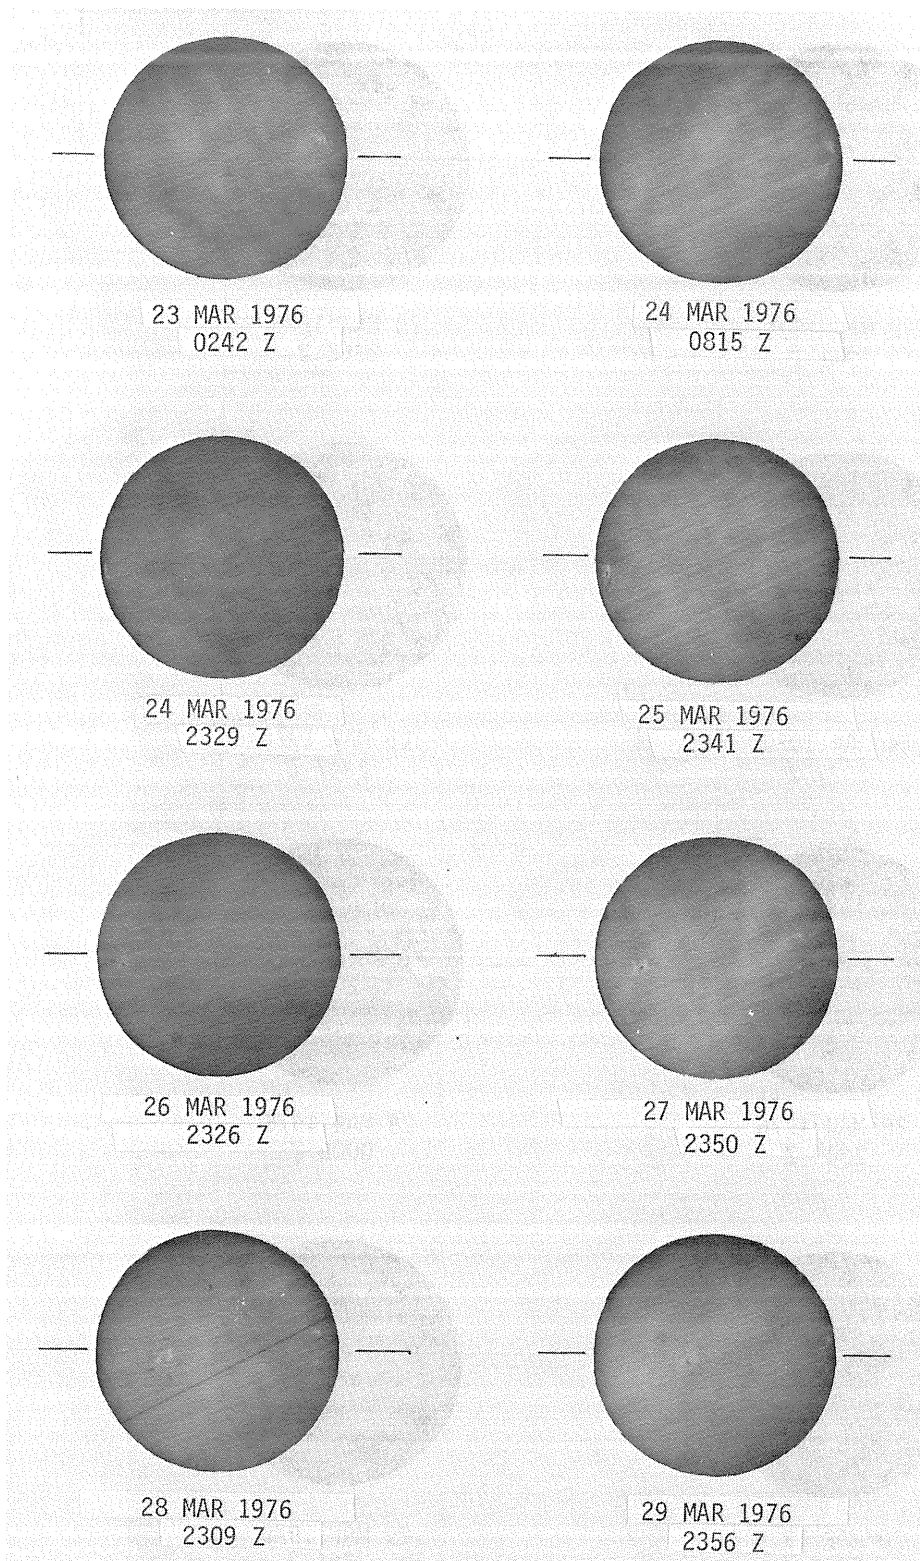 23 MAR 1976
0242 Z
24 MAR 1976
0815 Z
24 MAR 1976
2329 Z
25 MAR 1976
2341 Z
26 MAR 1976
2326 Z
27 MAR 1976
2350 Z
28 MAR 1976
2309 Z
29 MAR 1976
2356 Z